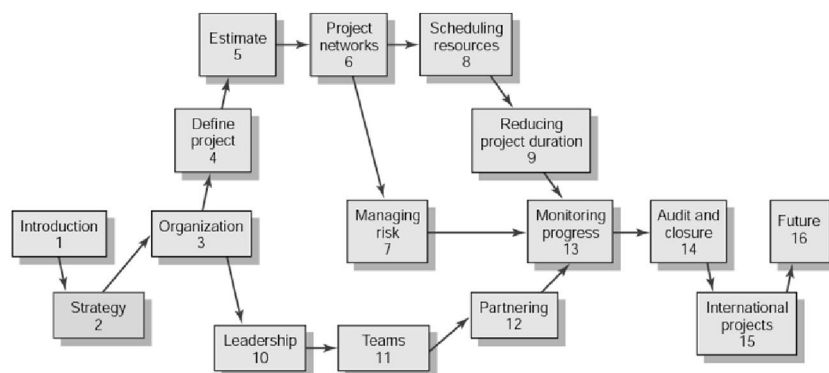 Estimate
5
Project
networks
6
Scheduling
resources
8
Define
project
4
Reducing
project duration
9
Introduction
1
Organization
3
Managing
risk
7
Monitoring
progress
13
Audit and
closure
14
Future
16
Strategy
2
Leadership
10
Teams
11
Partnering
12
International
projects
15